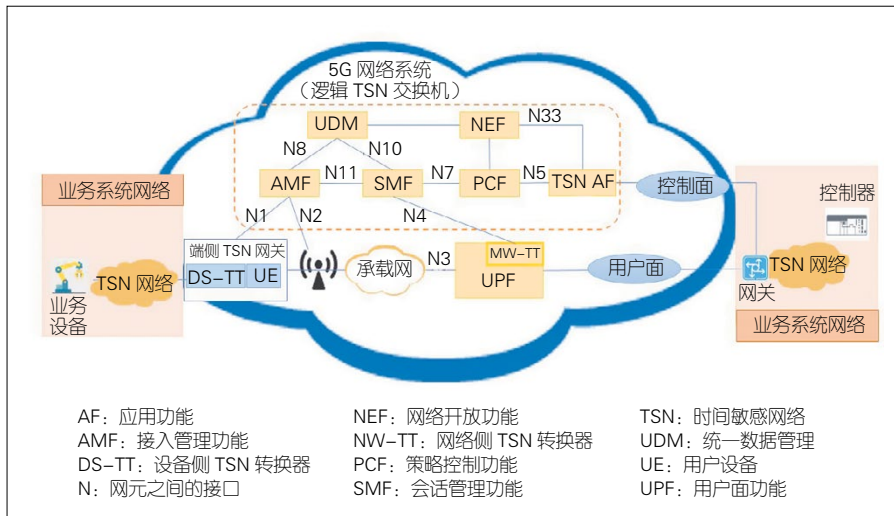 5G 网络系统
（逻辑 TSN 交换机）
UDM
NEF
N33
N8
N10
AMF
N11
SMF
N7
PCF
N5
TSN AF
控制面
业务系统网络
控制器
N1
N2
N4
端侧 TSN 网关
DS-TT
UE
承载网
N3
MW-TT
UPF
用户面
TSN 网络
TSN 网络
网关
业务
设备
业务系统网络
AF：应用功能
AMF：接入管理功能
DS-TT：设备侧 TSN 转换器
N：网元之间的接口
NEF：网络开放功能
NW-TT：网络侧 TSN 转换器
PCF：策略控制功能
SMF：会话管理功能
TSN：时间敏感网络
UDM：统一数据管理
UE：用户设备
UPF：用户面功能